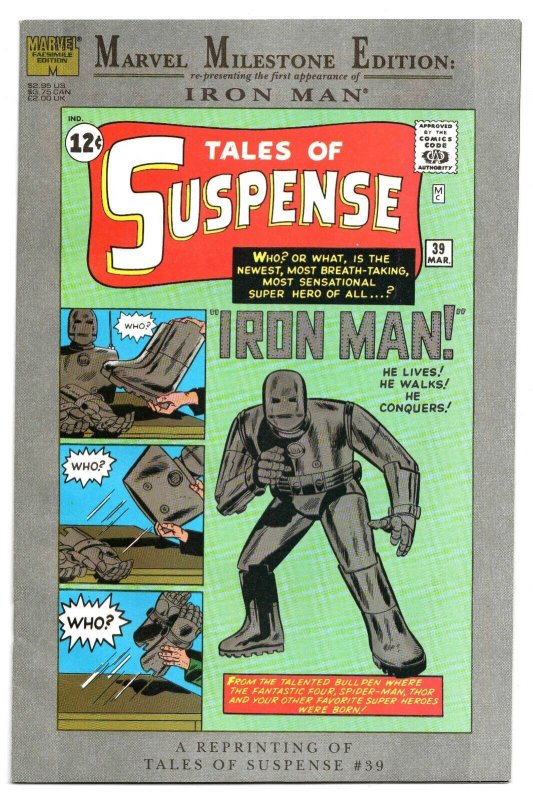 MARVEL®
FACSIMILE
EDITION
M
$2.95 US
$3.75 CAN
£2.00 UK
MARVEL MILESTONE EDITION:
re-presenting the first appearance of
IRON MAN®
IND.
12¢
APPROVED
BY THE
COMICS
CODE
AUTHORITY
TALES OF
SUSPENSE
M
C
39
MAR.
WHO? OR WHAT, IS THE
NEWEST, MOST BREATH-TAKING,
MOST SENSATIONAL
SUPER HERO OF ALL...?
"IRON MAN!"
HE LIVES!
HE WALKS!
HE
CONQUERS!
WHO?
WHO?
WHO?
FROM THE TALENTED BULL PEN WHERE
THE FANTASTIC FOUR, SPIDER-MAN, THOR
AND YOUR OTHER FAVORITE SUPER HEROES
WERE BORN!
A REPRINTING OF
TALES OF SUSPENSE #39